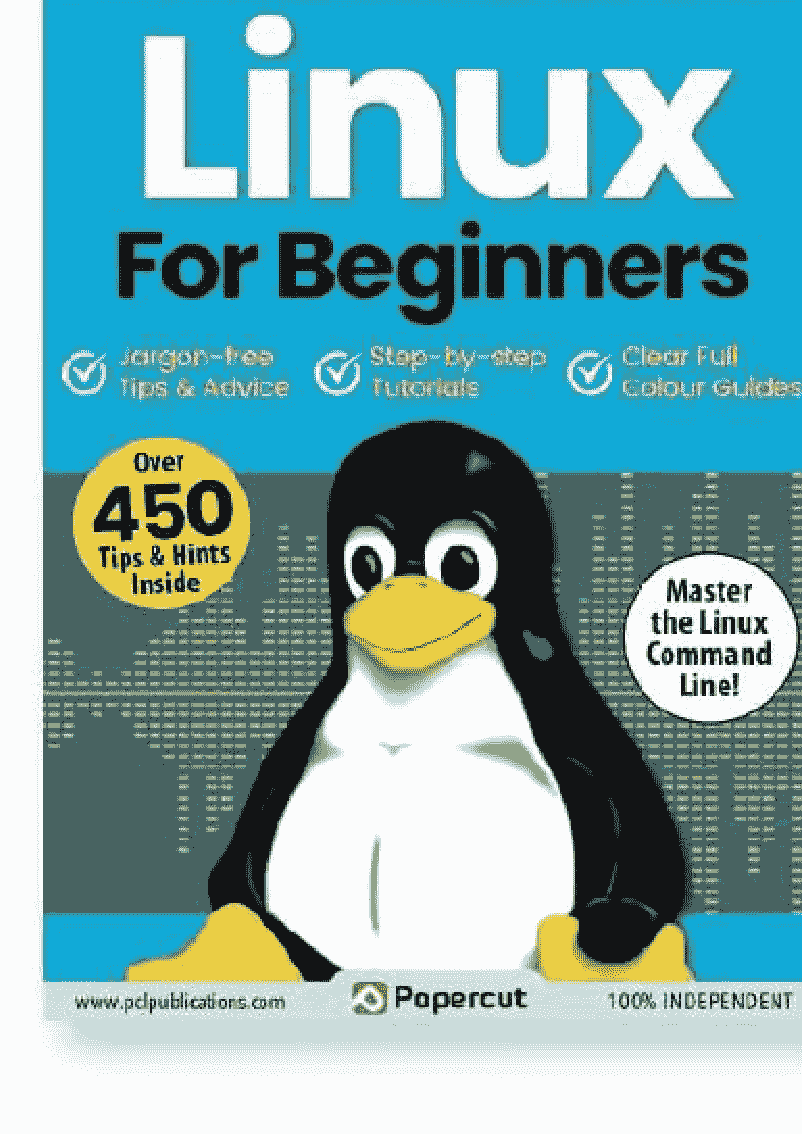 Linux
For Beginners
Jargon-free
Tips & Advice
Step-by-step
Tutorials
Clear Full
Colour Guides
Over
450
Tips & Hints
Inside
Master
the Linux
Command
Line!
www.pclpublications.com
Papercut
100% INDEPENDENT